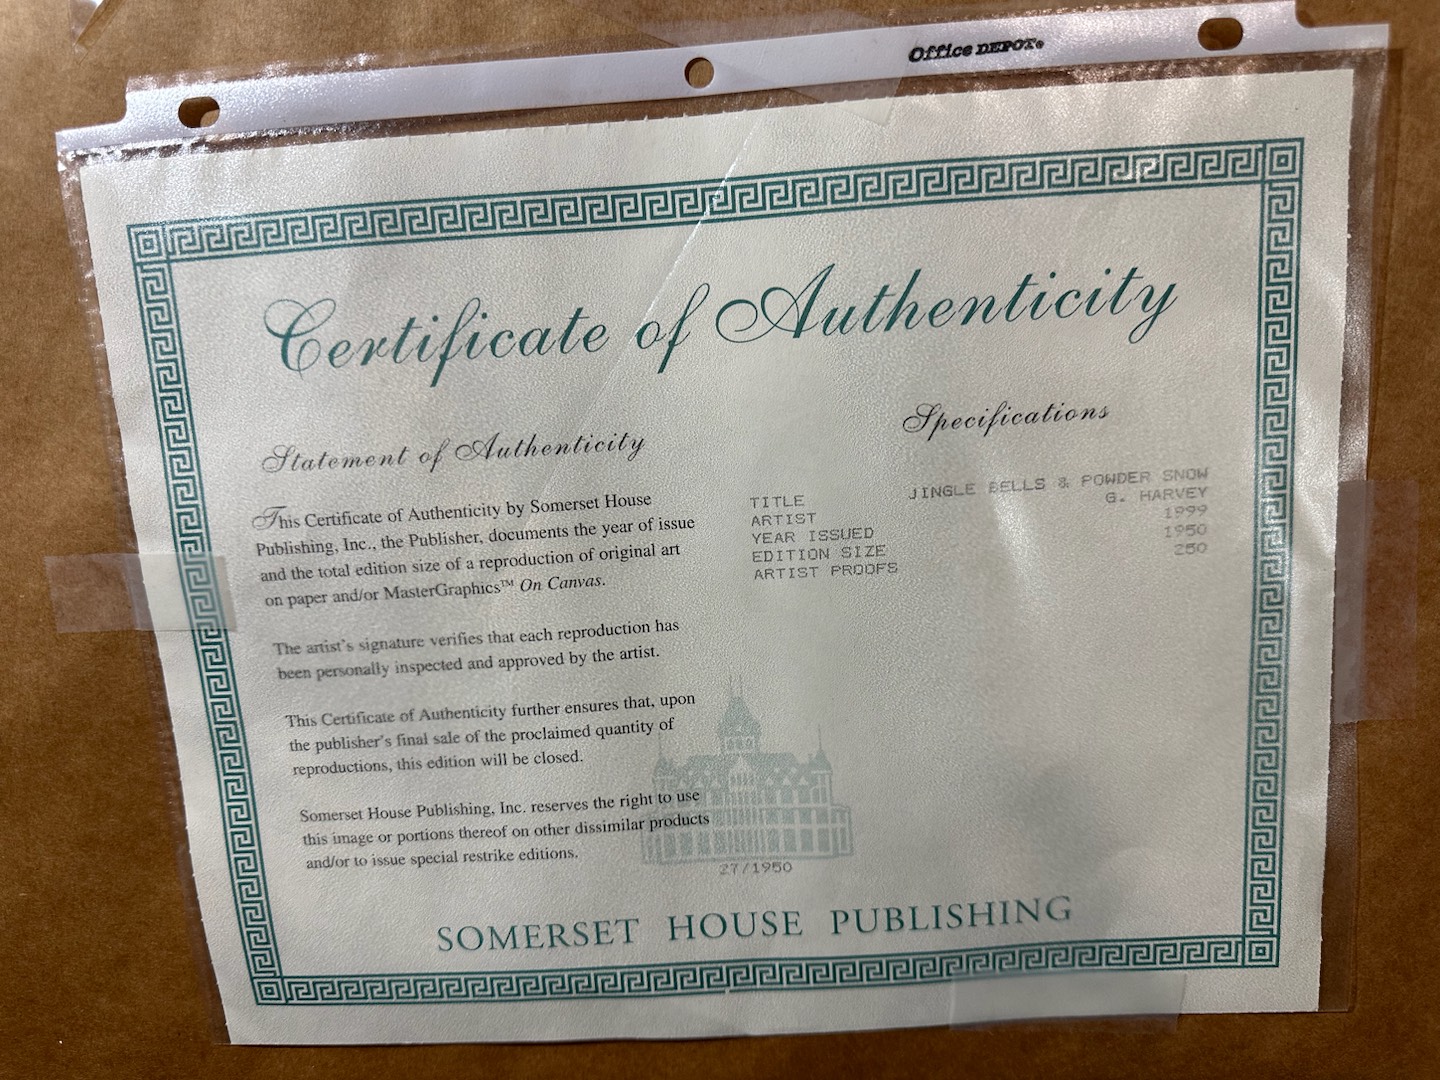 Office DEPOT®
Certificate of Authenticity
Statement of Authenticity
This Certificate of Authenticity by Somerset House
Publishing, Inc., the Publisher, documents the year of issue
and the total edition size of a reproduction of original art
on paper and/or MasterGraphics™ On Canvas.
The artist's signature verifies that each reproduction has
been personally inspected and approved by the artist.
This Certificate of Authenticity further ensures that, upon
the publisher's final sale of the proclaimed quantity of
reproductions, this edition will be closed.
Somerset House Publishing, Inc. reserves the right to use
this image or portions thereof on other dissimilar products
and/or to issue special restrike editions.
Specifications
TITLE JINGLE BELLS & POWDER SNOW
ARTIST G. HARVEY
YEAR ISSUED 1999
EDITION SIZE 1950
ARTIST PROOFS 250
27/1950
SOMERSET HOUSE PUBLISHING